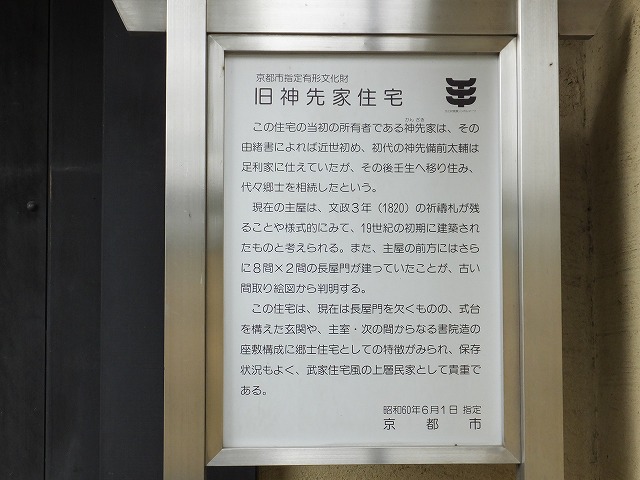 京都市指定有形文化財
旧神先家住宅
かんざき
この住宅の当初の所有者である神先家は、その
由緒書によれば近世初め、初代の神先備前太輔は
足利家に仕えていたが、その後壬生へ移り住み、
代々郷士を相続したという。
現在の主屋は、文政3年（1820）の祈禱札が残
ることや様式的にみて、19世紀の初期に建築され
たものと考えられる。また、主屋の前方にはさら
に8間×2間の長屋門が建っていたことが、古い
間取り絵図から判明する。
この住宅は、現在は長屋門を欠くものの、式台
を構えた玄関や、主室・次の間からなる書院造の
座敷構成に郷士住宅としての特徴がみられ、保存
状況もよく、武家住宅風の上層民家として貴重で
ある。
昭和60年6月1日 指定
京都市